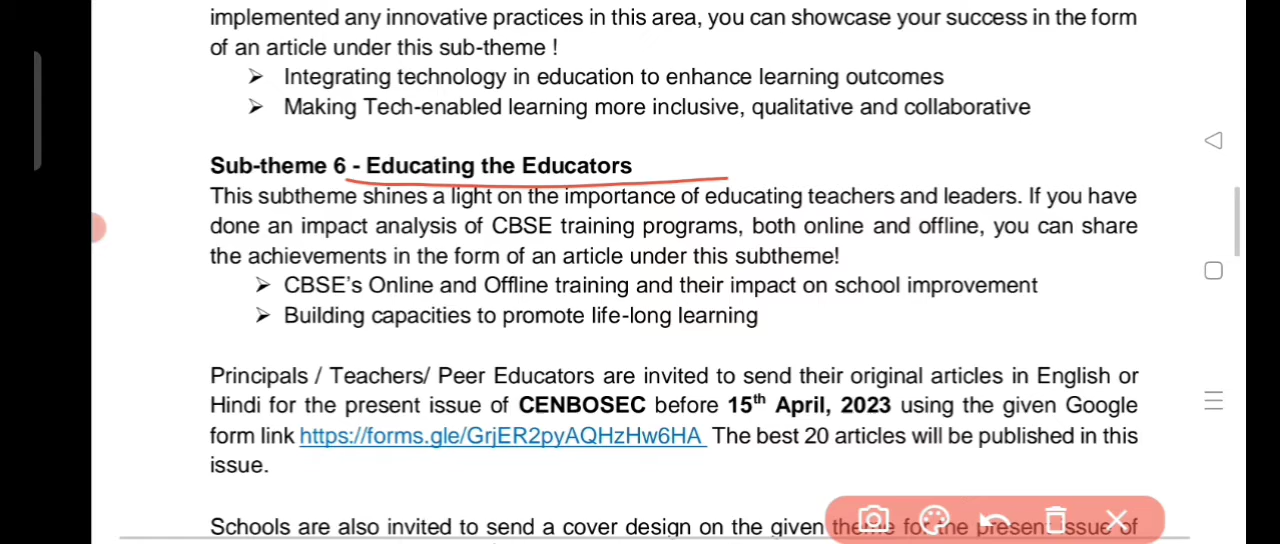 implemented any innovative practices in this area, you can showcase your success in the form
of an article under this sub-theme !
➢ Integrating technology in education to enhance learning outcomes
➢ Making Tech-enabled learning more inclusive, qualitative and collaborative
Sub-theme 6 - Educating the Educators
This subtheme shines a light on the importance of educating teachers and leaders. If you have
done an impact analysis of CBSE training programs, both online and offline, you can share
the achievements in the form of an article under this subtheme!
➢ CBSE's Online and Offline training and their impact on school improvement
➢ Building capacities to promote life-long learning
Principals / Teachers/ Peer Educators are invited to send their original articles in English or
Hindi for the present issue of CENBOSEC before 15th April, 2023 using the given Google
form link https://forms.gle/GrjER2pyAQHzHw6HA The best 20 articles will be published in this
issue.
Schools are also invited to send a cover design on the given theme for the present issue of